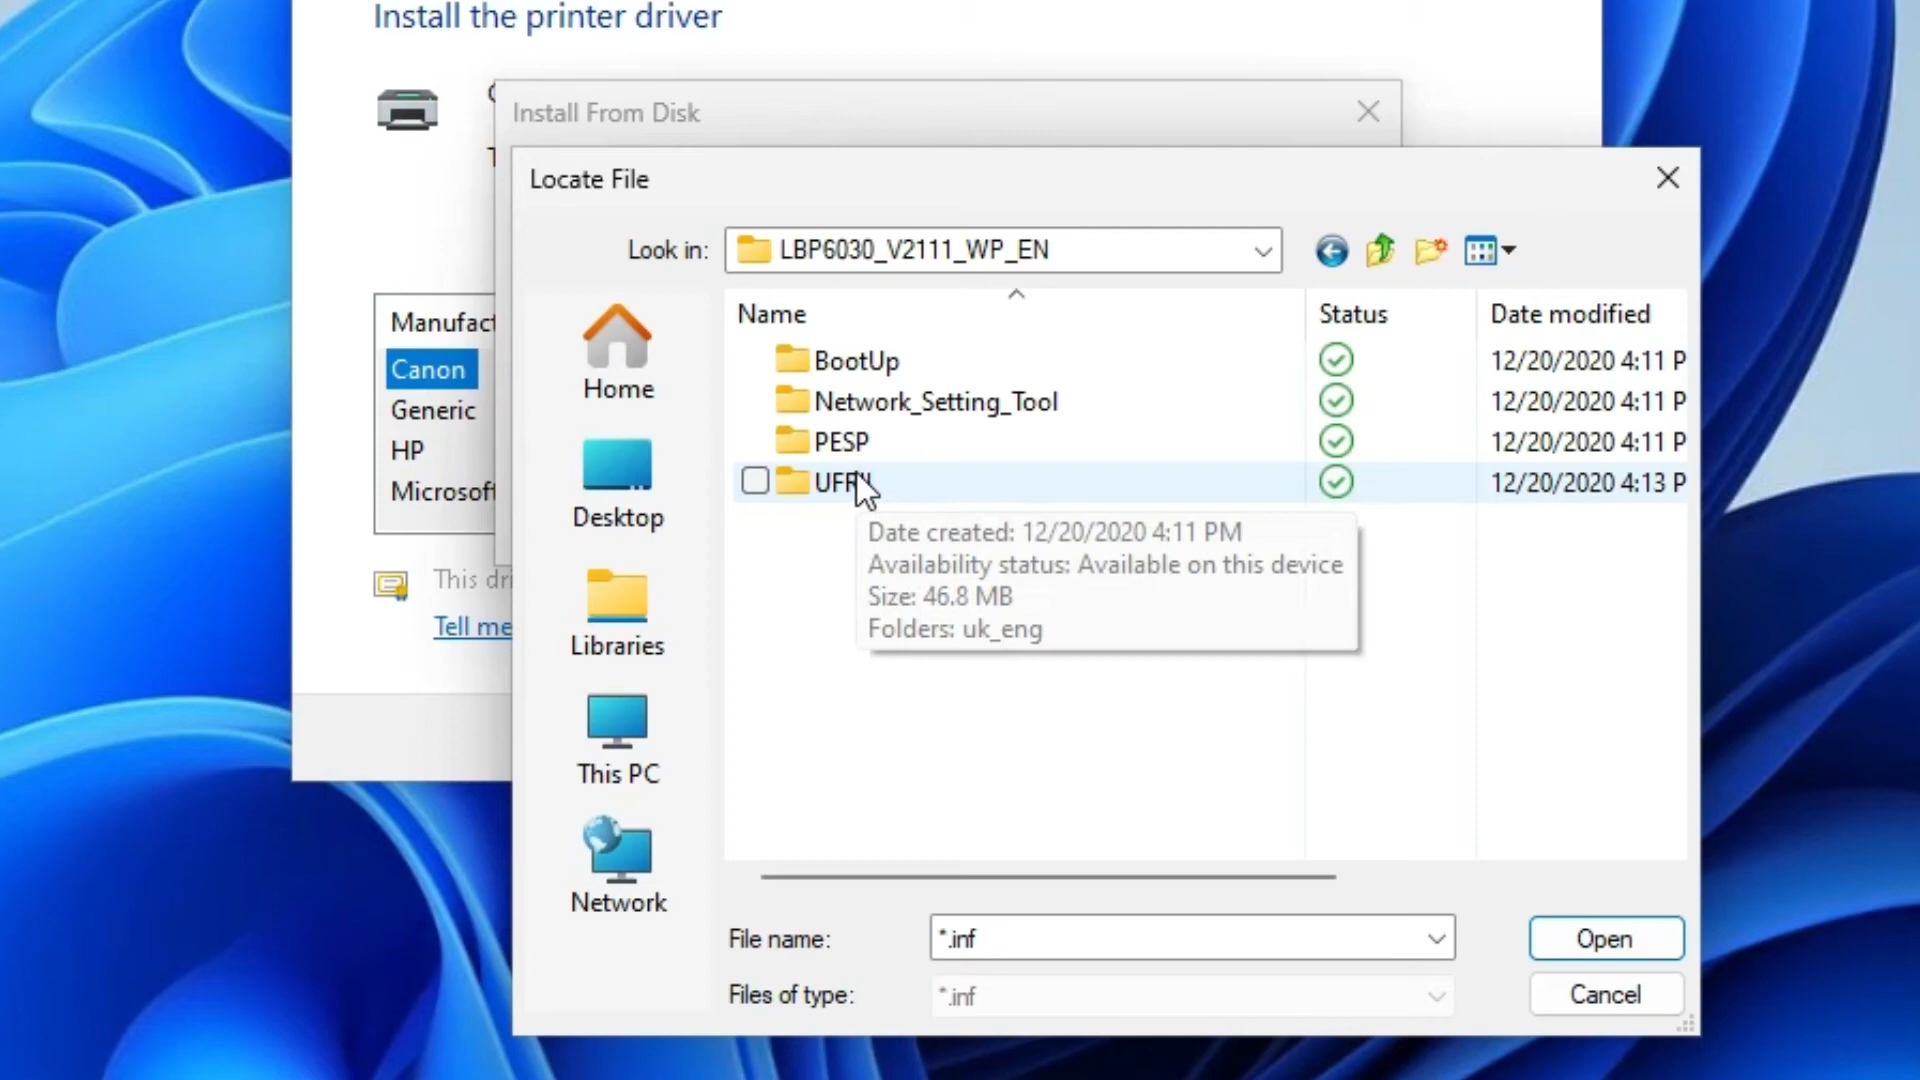 Install the printer driver
Install From Disk
Locate File
Look in: LBP6030_V2111_WP_EN
Name Status Date modified
BootUp 12/20/2020 4:11 P
Network_Setting_Tool 12/20/2020 4:11 P
PESP 12/20/2020 4:11 P
12/20/2020 4:13 P
Date created: 12/20/2020 4:11 PM
Availability status: Available on this device
Size: 46.8 MB
Folders: uk_eng
Home
Desktop
Libraries
This PC
Network
Manufact
Canon
Generic
HP
Microsoft
This dri
Tell me
File name: *.inf Open
Files of type: *.inf Cancel